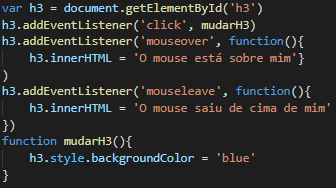 var h3 = document.getElementById('h3')
h3.addEventListener('click', mudarH3)
h3.addEventListener('mouseover', function(){
    h3.innerHTML = 'O mouse está sobre mim'}
)
h3.addEventListener('mouseleave', function(){
    h3.innerHTML = 'O mouse saiu de cima de mim'
})
function mudarH3(){
    h3.style.backgroundColor = 'blue'
}